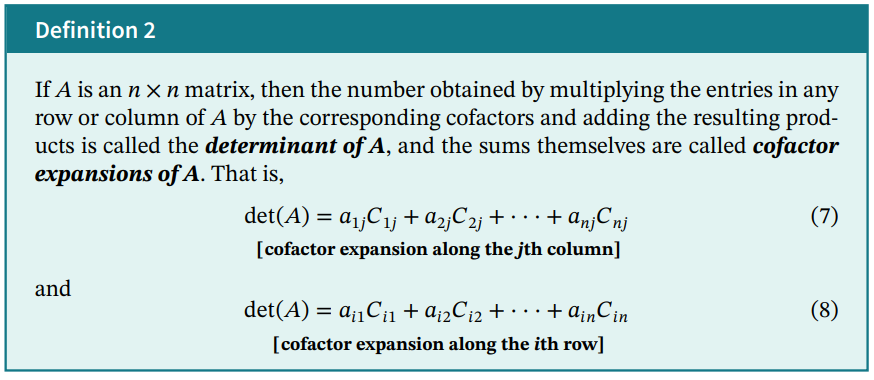 Definition 2
If A is an n × n matrix, then the number obtained by multiplying the entries in any
row or column of A by the corresponding cofactors and adding the resulting prod-
ucts is called the determinant of A, and the sums themselves are called cofactor
expansions of A. That is,
det(A) = a₁ⱼC₁ⱼ + a₂ⱼC₂ⱼ + · · · + aₙⱼCₙⱼ (7)
[cofactor expansion along the jth column]
and
det(A) = aᵢ₁Cᵢ₁ + aᵢ₂Cᵢ₂ + · · · + aᵢₙCᵢₙ (8)
[cofactor expansion along the ith row]